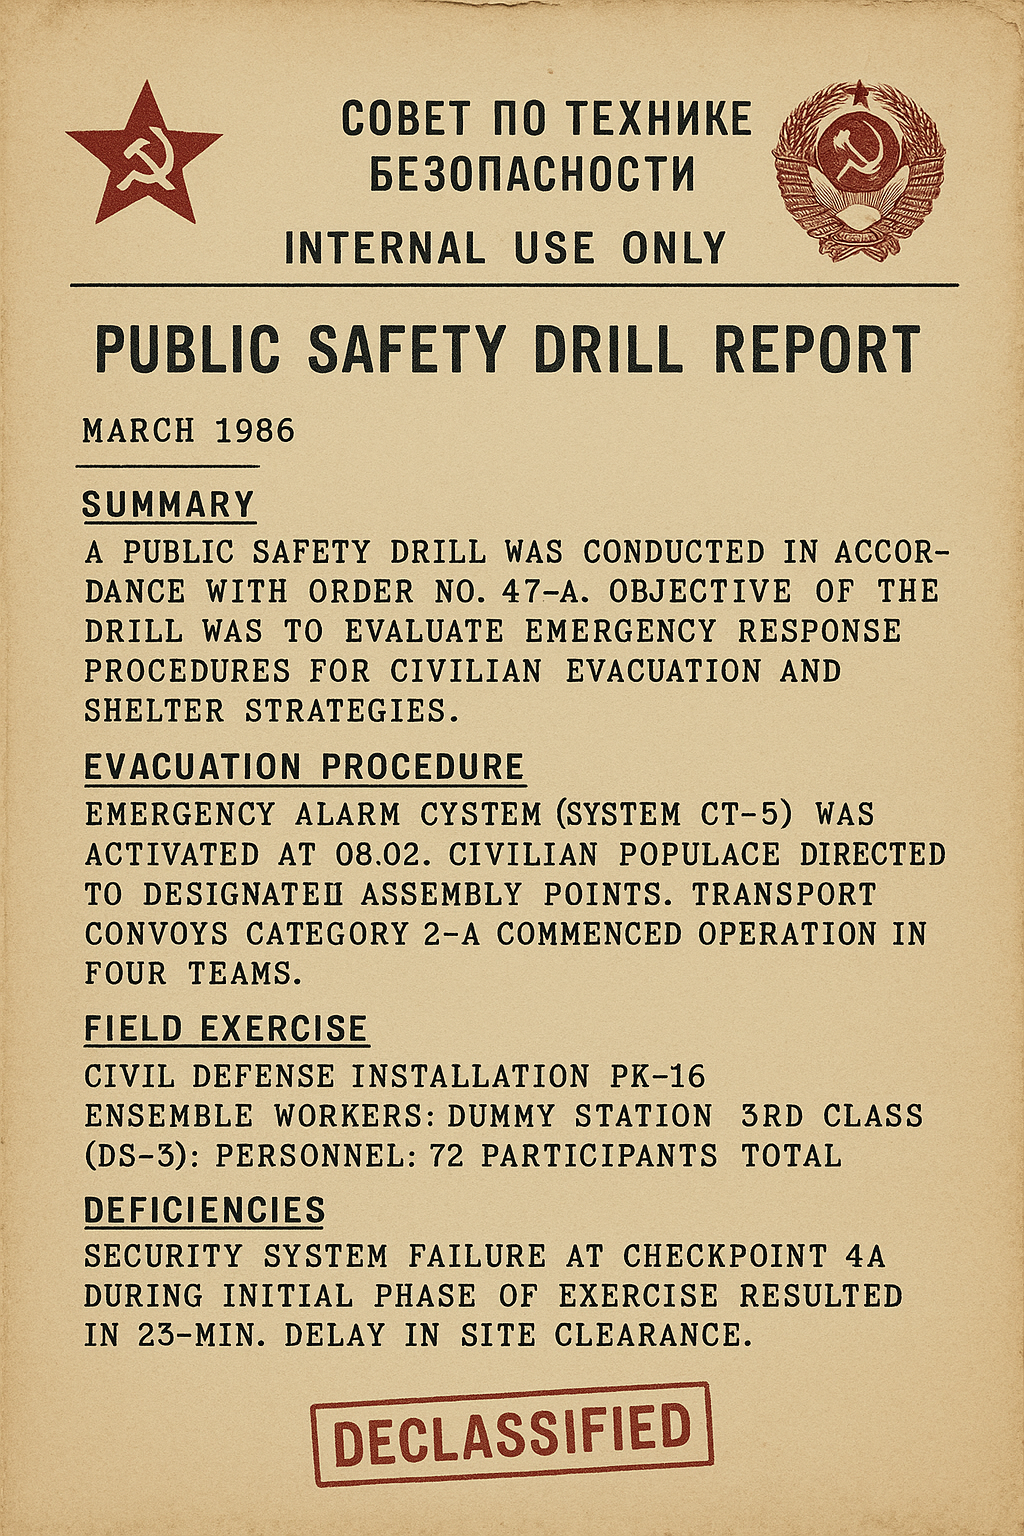 СОВЕТ ПО ТЕХНИКЕ
БЕЗОПАСНОСТИ
INTERNAL USE ONLY
PUBLIC SAFETY DRILL REPORT
MARCH 1986
SUMMARY
A PUBLIC SAFETY DRILL WAS CONDUCTED IN ACCOR-
DANCE WITH ORDER NO. 47-A. OBJECTIVE OF THE
DRILL WAS TO EVALUATE EMERGENCY RESPONSE
PROCEDURES FOR CIVILIAN EVACUATION AND
SHELTER STRATEGIES.
EVACUATION PROCEDURE
EMERGENCY ALARM CYSTEM (SYSTEM CT-5) WAS
ACTIVATED AT 08.02. CIVILIAN POPULACE DIRECTED
TO DESIGNATEД ASSEMBLY POINTS. TRANSPORT
CONVOYS CATEGORY 2-A COMMENCED OPERATION IN
FOUR TEAMS.
FIELD EXERCISE
CIVIL DEFENSE INSTALLATION PK-16
ENSEMBLE WORKERS: DUMMY STATION 3RD CLASS
(DS-3): PERSONNEL: 72 PARTICIPANTS TOTAL
DEFICIENCIES
SECURITY SYSTEM FAILURE AT CHECKPOINT 4A
DURING INITIAL PHASE OF EXERCISE RESULTED
IN 23-MIN. DELAY IN SITE CLEARANCE.
DECLASSIFIED